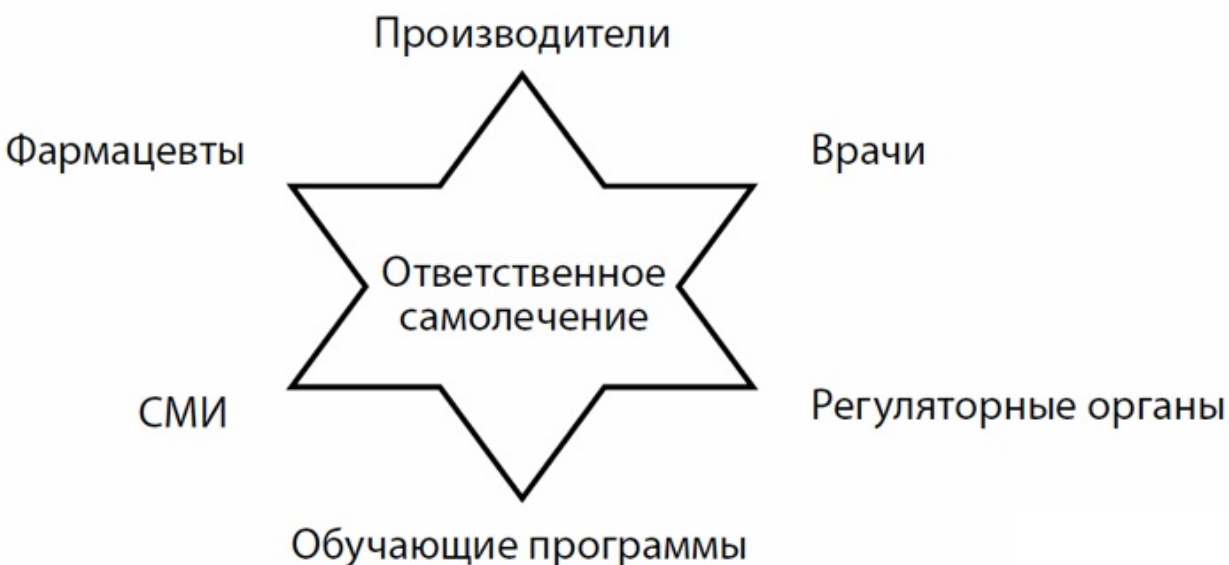 Производители
Фармацевты
Врачи
Ответственное
самолечение
СМИ
Регуляторные органы
Обучающие программы